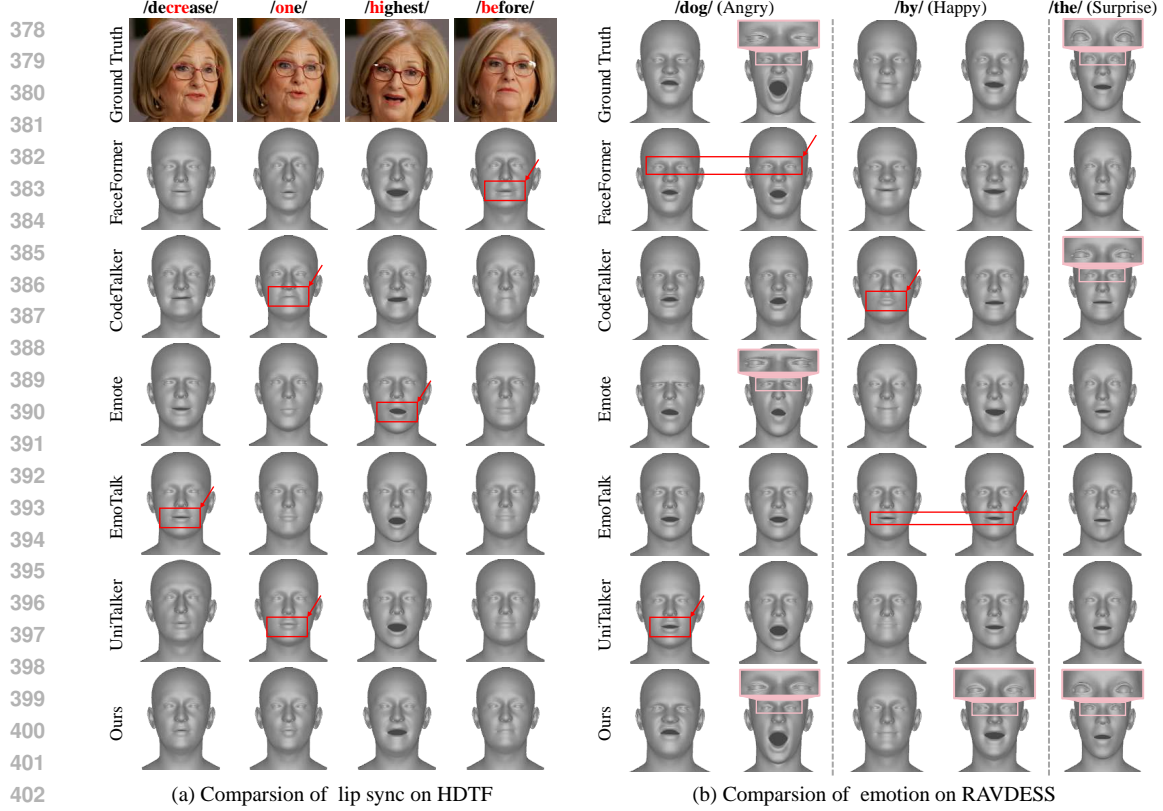 /decrease/ /one/ /highest/ /before/ /dog/ (Angry) /by/ (Happy) /the/ (Surprise)
378
Ground Truth Ground Truth
379
380
381
382
FaceFormer FaceFormer
383
384
385
CodeTalker CodeTalker
386
387
388
389
Emote Emote
390
391
392
EmoTalk EmoTalk
393
394
395
396
UniTalker UniTalker
397
398
399
Ours Ours
400
401
402
(a) Comparsion of lip sync on HDTF (b) Comparsion of emotion on RAVDESS